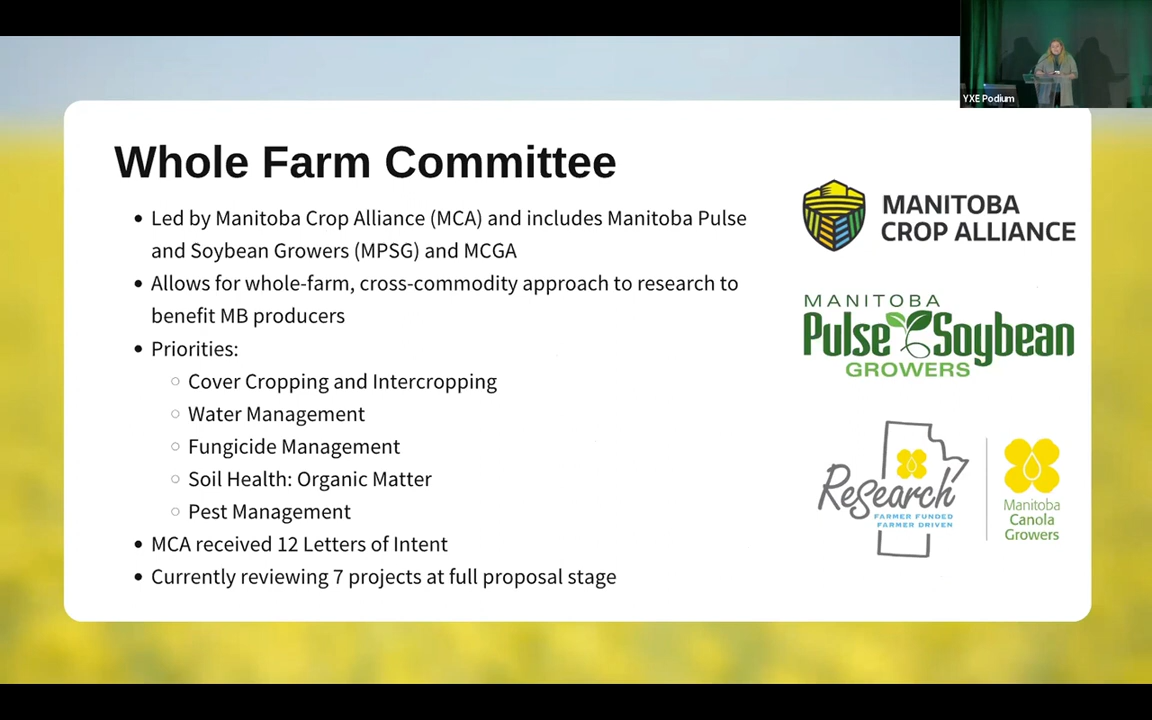 YXE Podium
Whole Farm Committee
Led by Manitoba Crop Alliance (MCA) and includes Manitoba Pulse
and Soybean Growers (MPSG) and MCGA
Allows for whole-farm, cross-commodity approach to research to
benefit MB producers
Priorities:
Cover Cropping and Intercropping
Water Management
Fungicide Management
Soil Health: Organic Matter
Pest Management
MCA received 12 Letters of Intent
Currently reviewing 7 projects at full proposal stage
MANITOBA
CROP ALLIANCE
MANITOBA
Pulse Soybean
GROWERS
Research
FARMER FUNDED
FARMER DRIVEN
Manitoba
Canola
Growers